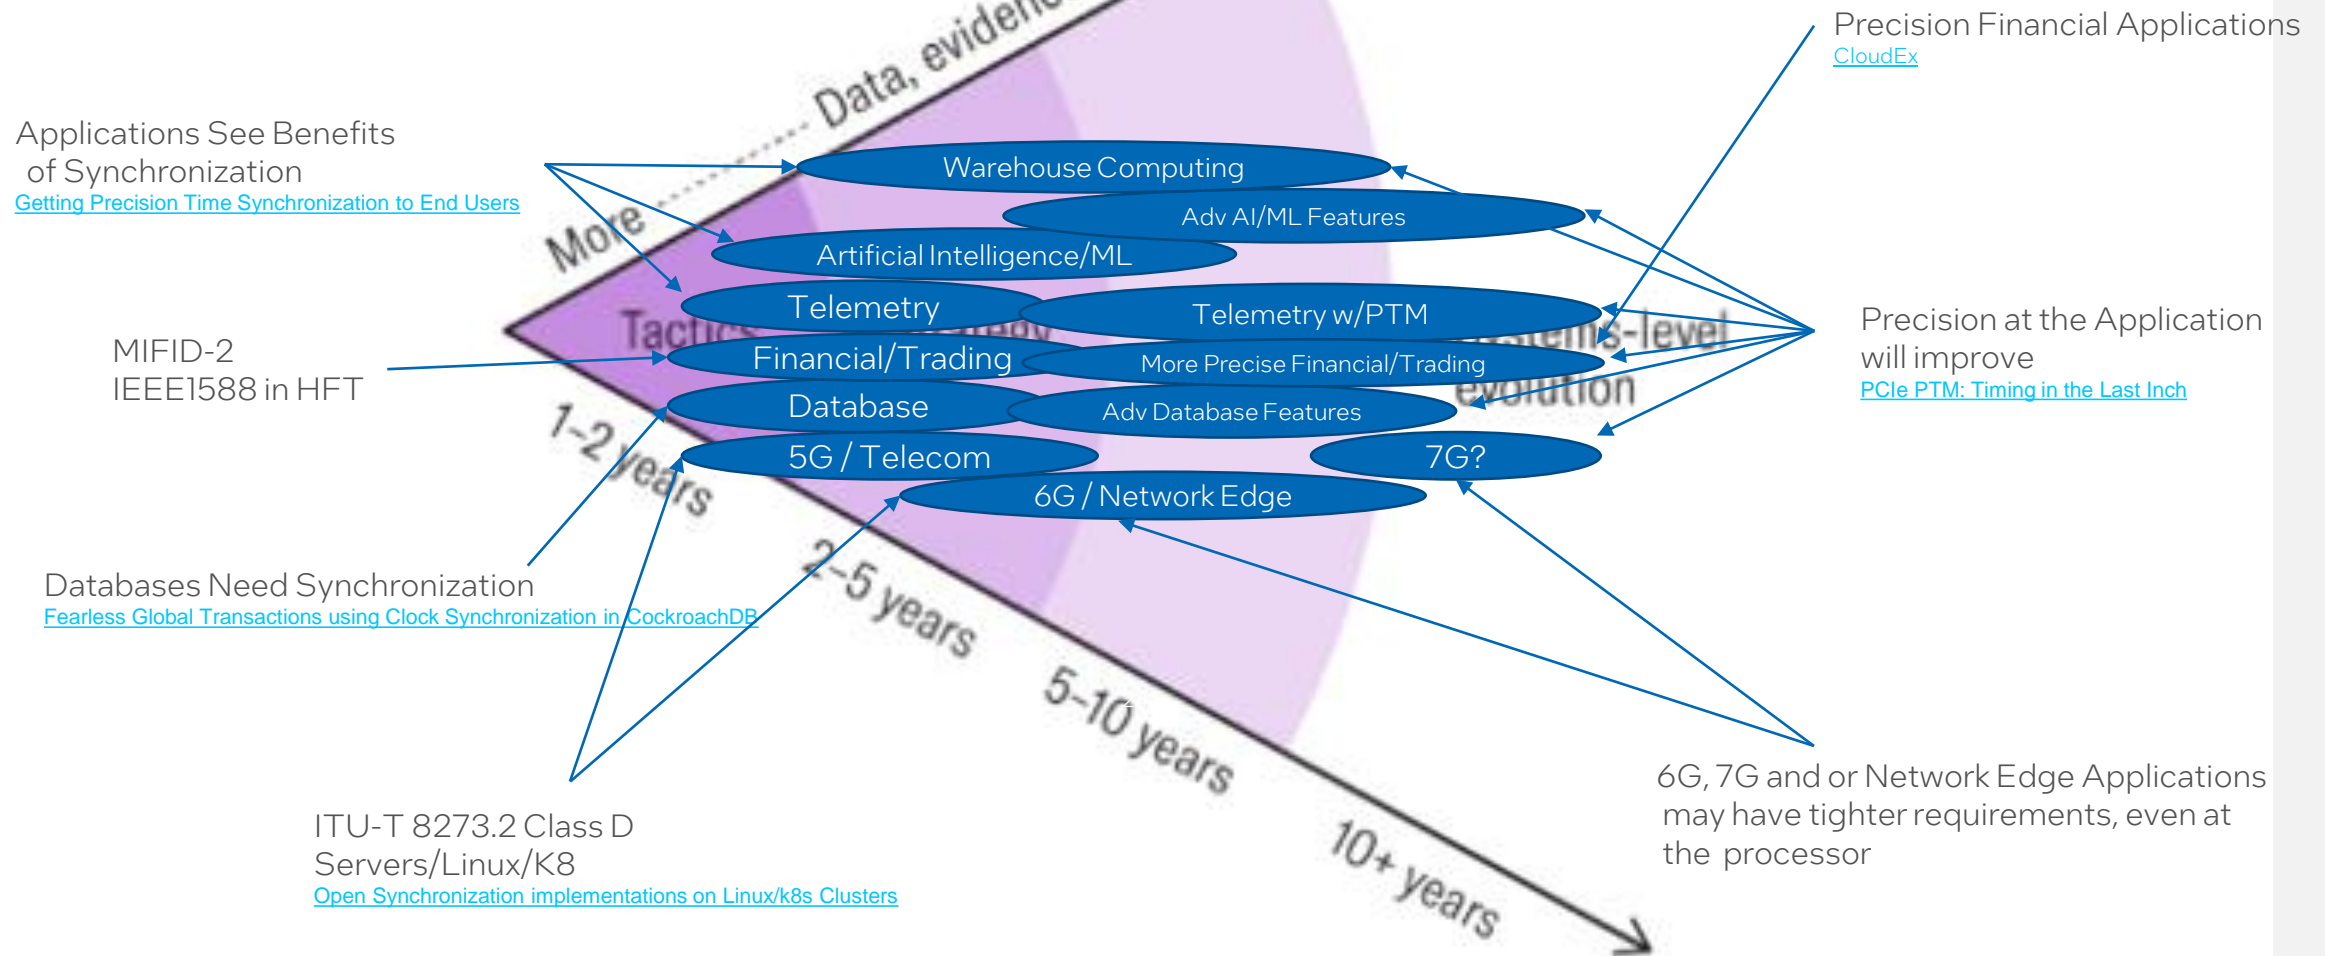 Data,
More
Precision Financial Applications
CloudEx
Applications See Benefits
of Synchronization
Getting Precision Time Synchronization to End Users
Warehouse Computing
Adv AI/ML Features
Artificial Intelligence/ML
Telemetry
Telemetry w/PTM
Tactics
MIFID-2
IEEE1588 in HFT
Financial/Trading
More Precise Financial/Trading
evolution
Precision at the Application
will improve
PCIe PTM: Timing in the Last Inch
Database
Adv Database Features
5G / Telecom
7G?
6G / Network Edge
1-2 years
2-5 years
5-10 years
10+ years
Databases Need Synchronization
Fearless Global Transactions using Clock Synchronization in CockroachDB
ITU-T 8273.2 Class D
Servers/Linux/K8
Open Synchronization implementations on Linux/k8s Clusters
6G, 7G and or Network Edge Applications
may have tighter requirements, even at
the processor